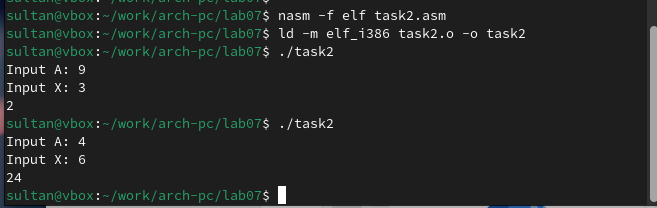 sultan@vbox:~/work/arch-pc/lab07$ nasm -f elf task2.asm
sultan@vbox:~/work/arch-pc/lab07$ ld -m elf_i386 task2.o -o task2
sultan@vbox:~/work/arch-pc/lab07$ ./task2
Input A: 9
Input X: 3
2
sultan@vbox:~/work/arch-pc/lab07$ ./task2
Input A: 4
Input X: 6
24
sultan@vbox:~/work/arch-pc/lab07$